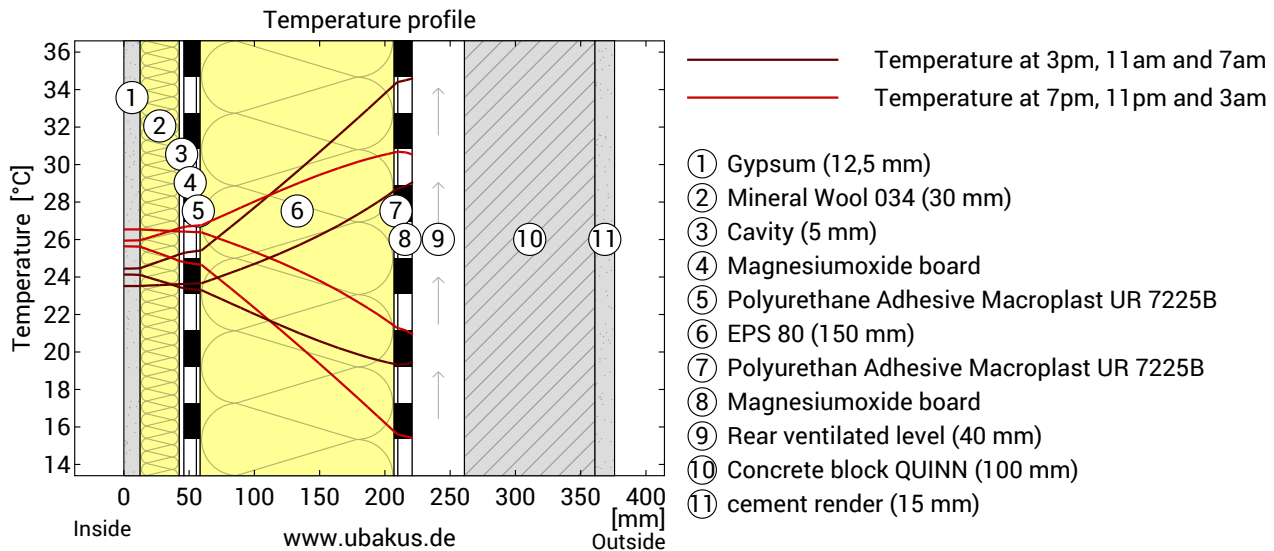 Temperature profile
36
34
32
30
28
26
24
22
20
18
16
14
Temperature [°C]
1
2
3
4
5
6
7
8
9
10
11
0 50 100 150 200 250 300 350 400
[mm]
Inside
www.ubakus.de
Outside
Temperature at 3pm, 11am and 7am
Temperature at 7pm, 11pm and 3am
1 Gypsum (12,5 mm)
2 Mineral Wool 034 (30 mm)
3 Cavity (5 mm)
4 Magnesiumoxide board
5 Polyurethane Adhesive Macroplast UR 7225B
6 EPS 80 (150 mm)
7 Polyurethan Adhesive Macroplast UR 7225B
8 Magnesiumoxide board
9 Rear ventilated level (40 mm)
10 Concrete block QUINN (100 mm)
11 cement render (15 mm)